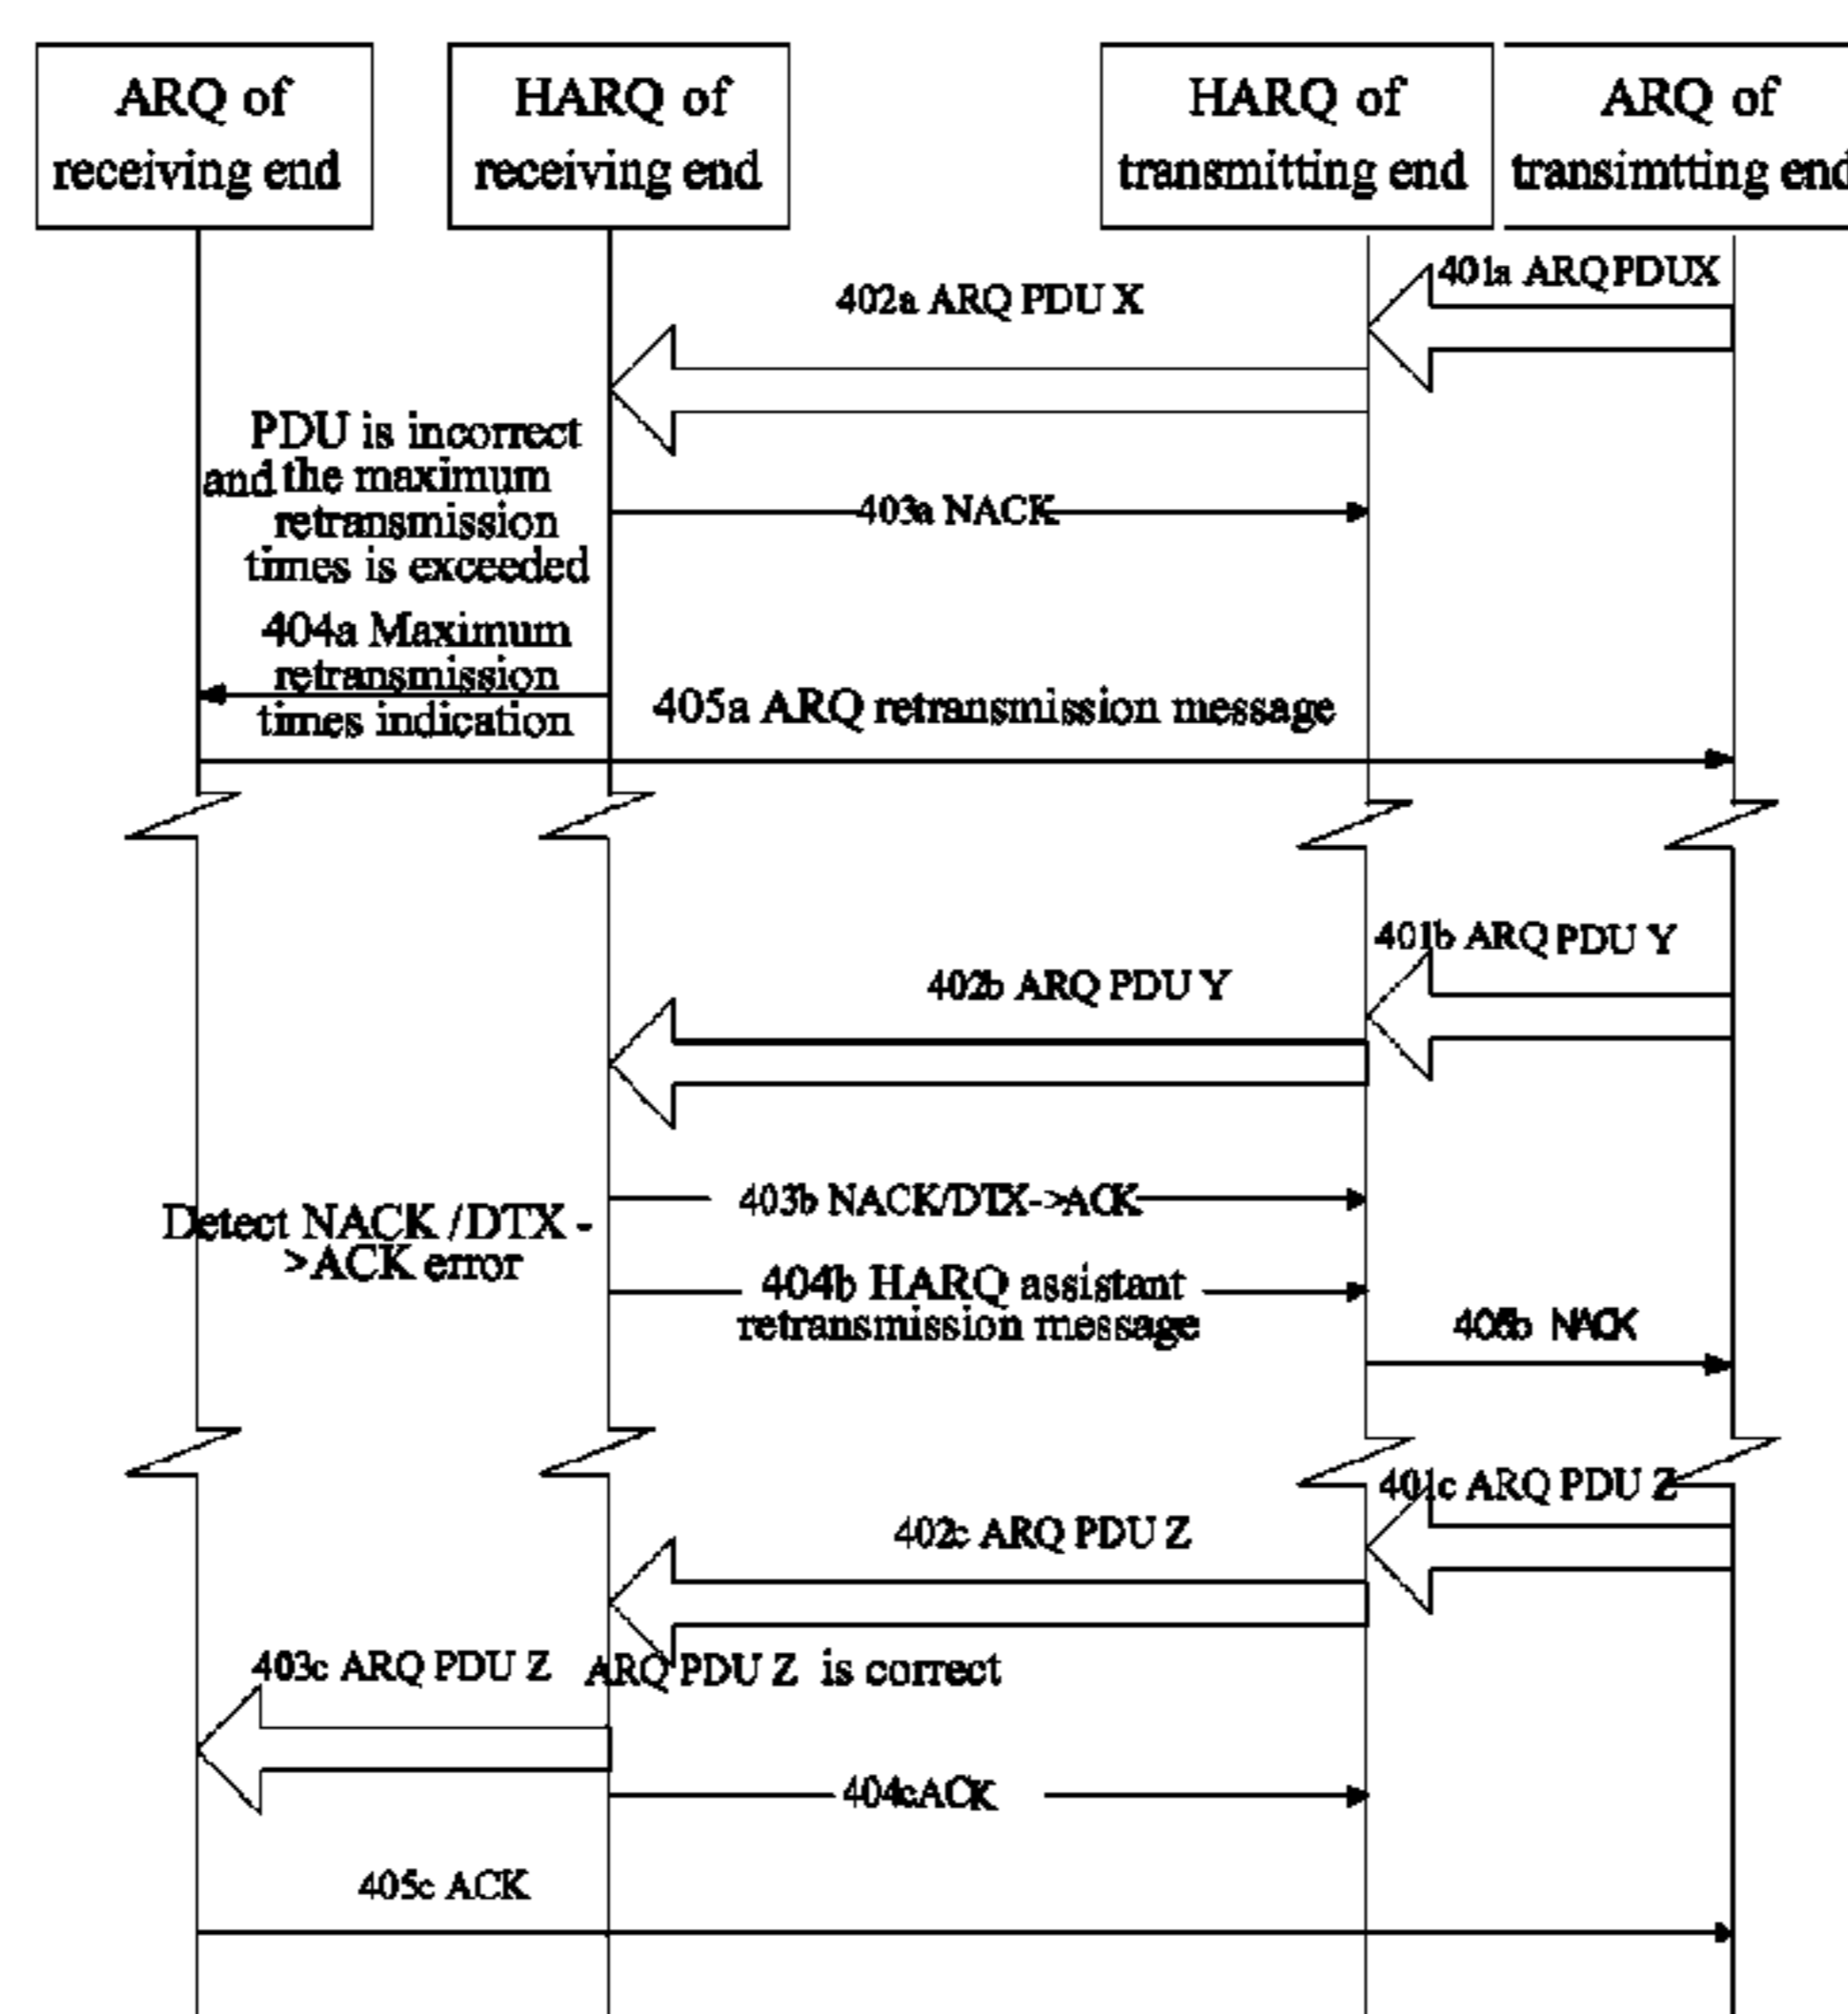 ARQ of
receiving end
HARQ of
receiving end
HARQ of
transmitting end
ARQ of
transimtting end
401a ARQ PDUX
402a ARQ PDU X
PDU is incorrect
and the maximum
retransmission
times is exceeded
403a NACK
404a Maximum
retransmission
times indication
405a ARQ retransmission message
401b ARQ PDU Y
402b ARQ PDU Y
403b NACK/DTX->ACK
Detect NACK /DTX -
>ACK error
404b HARQ assistant
retransmission message
405b NACK
401c ARQ PDU Z
402c ARQ PDU Z
403c ARQ PDU Z
ARQ PDU Z is correct
404cACK
405c ACK